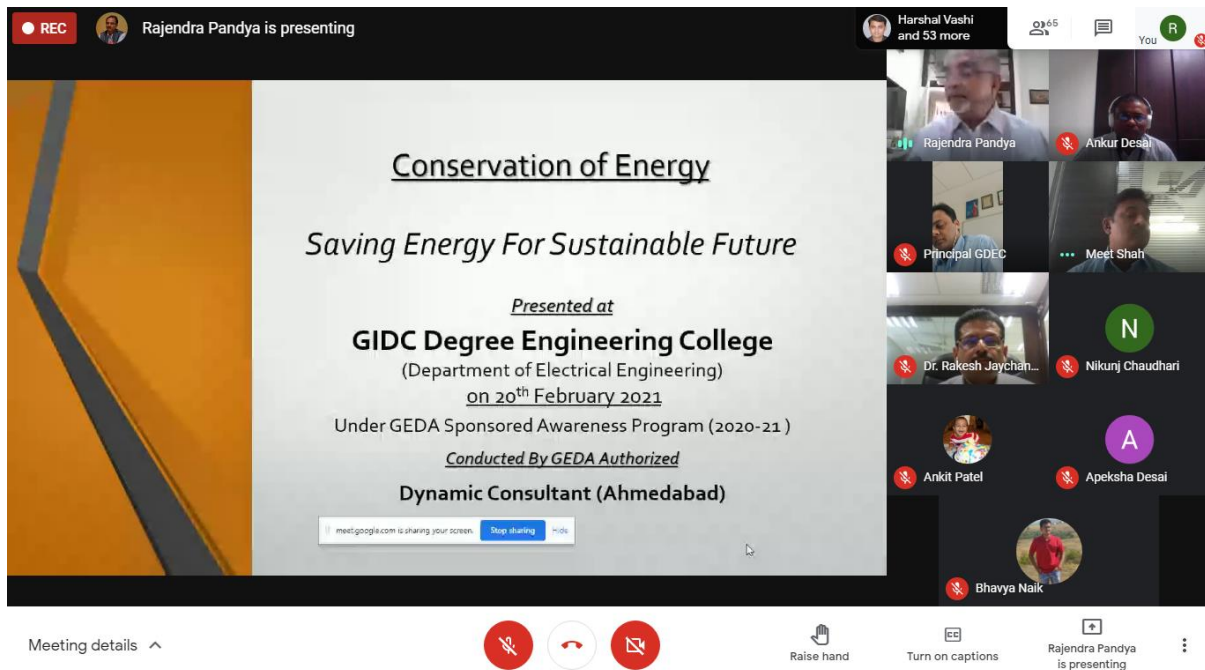 REC
Rajendra Pandya is presenting
Harshal Vashi
and 53 more
65
You
R
Conservation of Energy
Saving Energy For Sustainable Future
Presented at
GIDC Degree Engineering College
(Department of Electrical Engineering)
on 20th February 2021
Under GEDA Sponsored Awareness Program (2020-21 )
Conducted By GEDA Authorized
Dynamic Consultant (Ahmedabad)
meet.google.com is sharing your screen.
Stop sharing
Hide
Rajendra Pandya
Ankur Desai
Principal GDEC
Meet Shah
Dr. Rakesh Jaychan...
N
Nikunj Chaudhari
Ankit Patel
A
Apeksha Desai
Bhavya Naik
Meeting details
Raise hand
CC
Turn on captions
Rajendra Pandya
is presenting